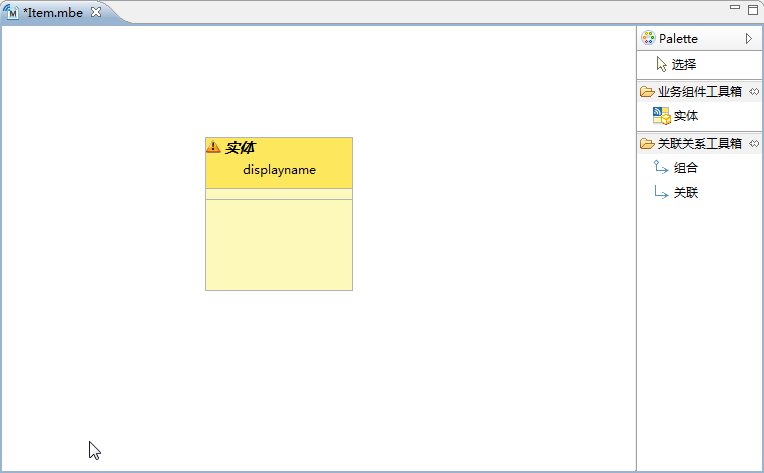 *Item.mbe
Palette
选择
业务组件工具箱
实体
关联关系工具箱
组合
关联
实体
displayname